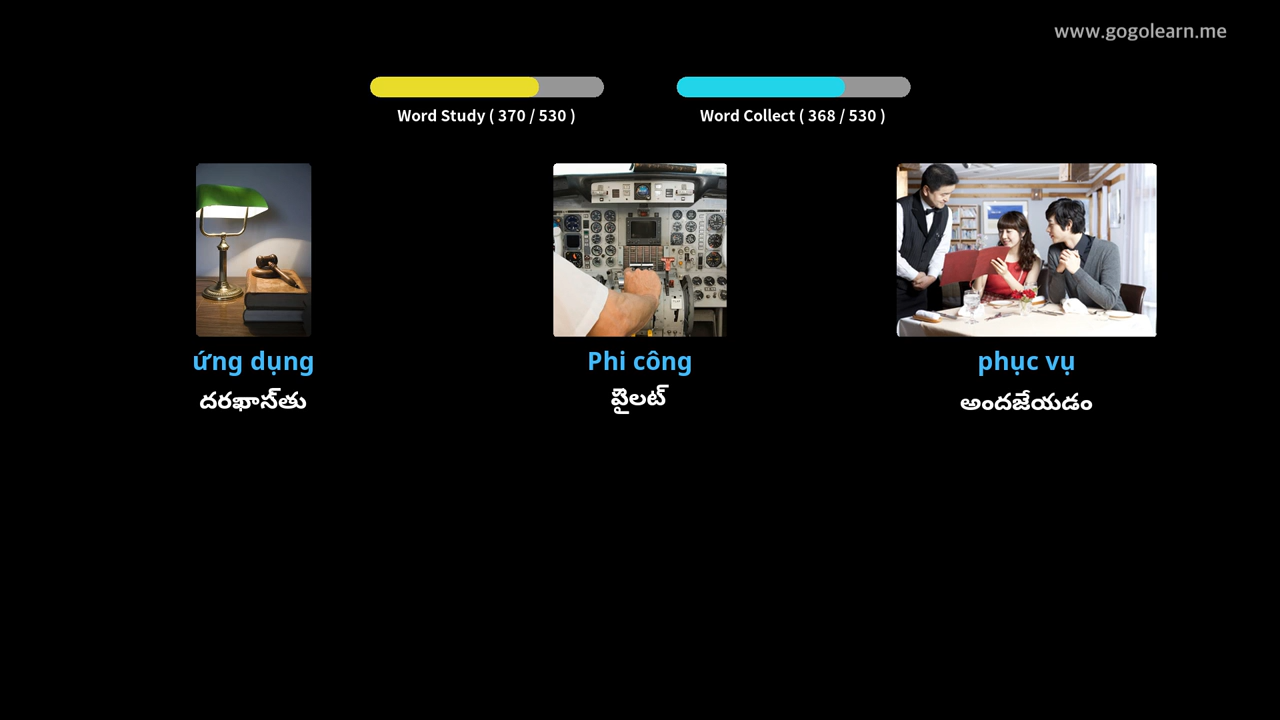 www.gogolearn.me
Word Study ( 370 / 530 )
Word Collect ( 368 / 530 )
ứng dụng
Phi công
phục vụ
దరఖాస్తు
పైలట్
అందజేయడం